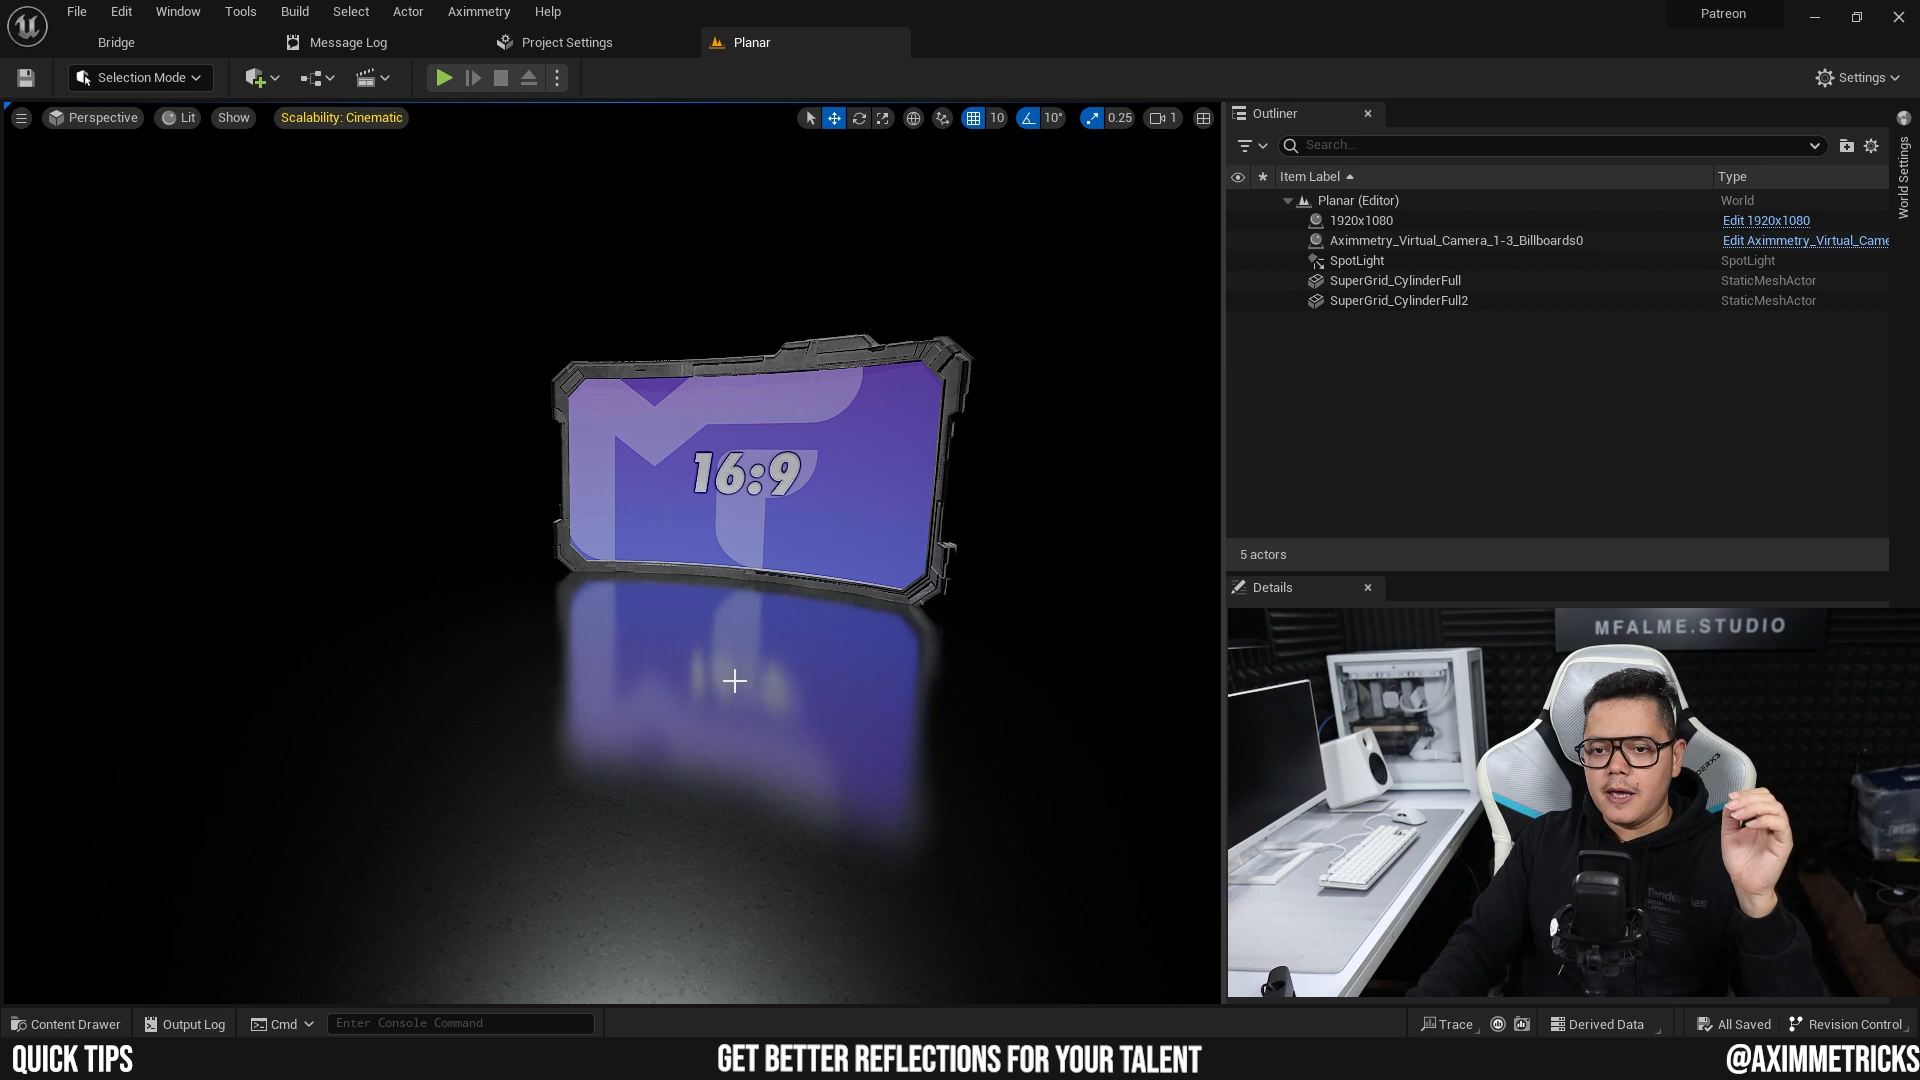 File Edit Window Tools Build Select Actor Aximmetry Help
Patreon
Bridge Message Log Project Settings Planar
Selection Mode
Settings
Perspective Lit Show Scalability: Cinematic
10 10° 0.25 1
Outliner
Search...
World Settings
Item Label Type
Planar (Editor) World
1920x1080 Edit 1920x1080
Aximmetry_Virtual_Camera_1-3_Billboards0 Edit Aximmetry_Virtual_Came
SpotLight SpotLight
SuperGrid_CylinderFull StaticMeshActor
SuperGrid_CylinderFull2 StaticMeshActor
5 actors
Details
16:9
MFALME.STUDIO
Content Drawer Output Log Cmd Enter Console Command
Trace Derived Data All Saved Revision Control
QUICK TIPS
GET BETTER REFLECTIONS FOR YOUR TALENT
@AXIMMETRICKS